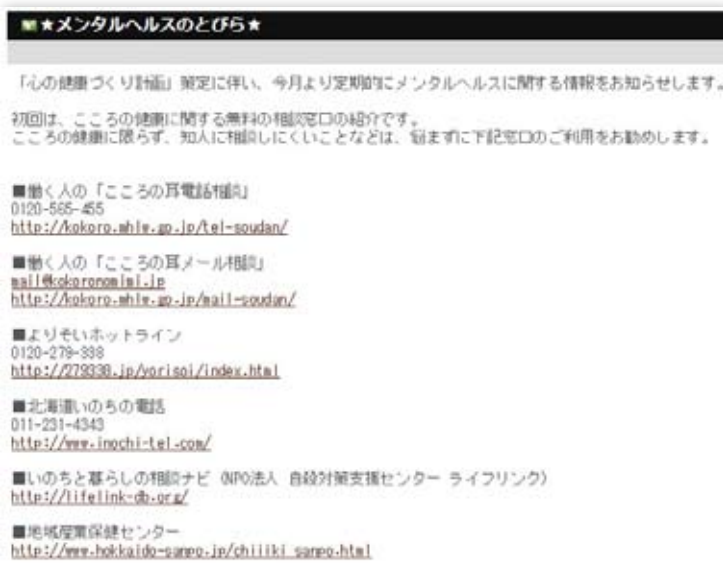 ★メンタルヘルスのとびら★
「心の健康づくり計画」策定に伴い、今月より定期的にメンタルヘルスに関する情報をお知らせします。
初回は、こころの健康に関する無料の相談窓口の紹介です。
こころの健康に限らず、知人に相談しにくいことなどは、悩まずに下記窓口のご利用をお勧めします。
■働く人の「こころの耳電話相談」
0120-565-455
http://kokoro.mhlw.go.jp/tel-soudan/
■働く人の「こころの耳メール相談」
mail@kokoronomimi.jp
http://kokoro.mhlw.go.jp/mail-soudan/
■よりそいホットライン
0120-279-338
http://279338.jp/yorisoi/index.html
■北海道いのちの電話
011-231-4343
http://www.inochi-tel.com/
■いのちと暮らしの相談ナビ（NPO法人 自殺対策支援センター ライフリンク）
http://lifelink-db.org/
■地域産業保健センター
http://www.hokkaido-sanpo.jp/chiiiki_sanpo.html